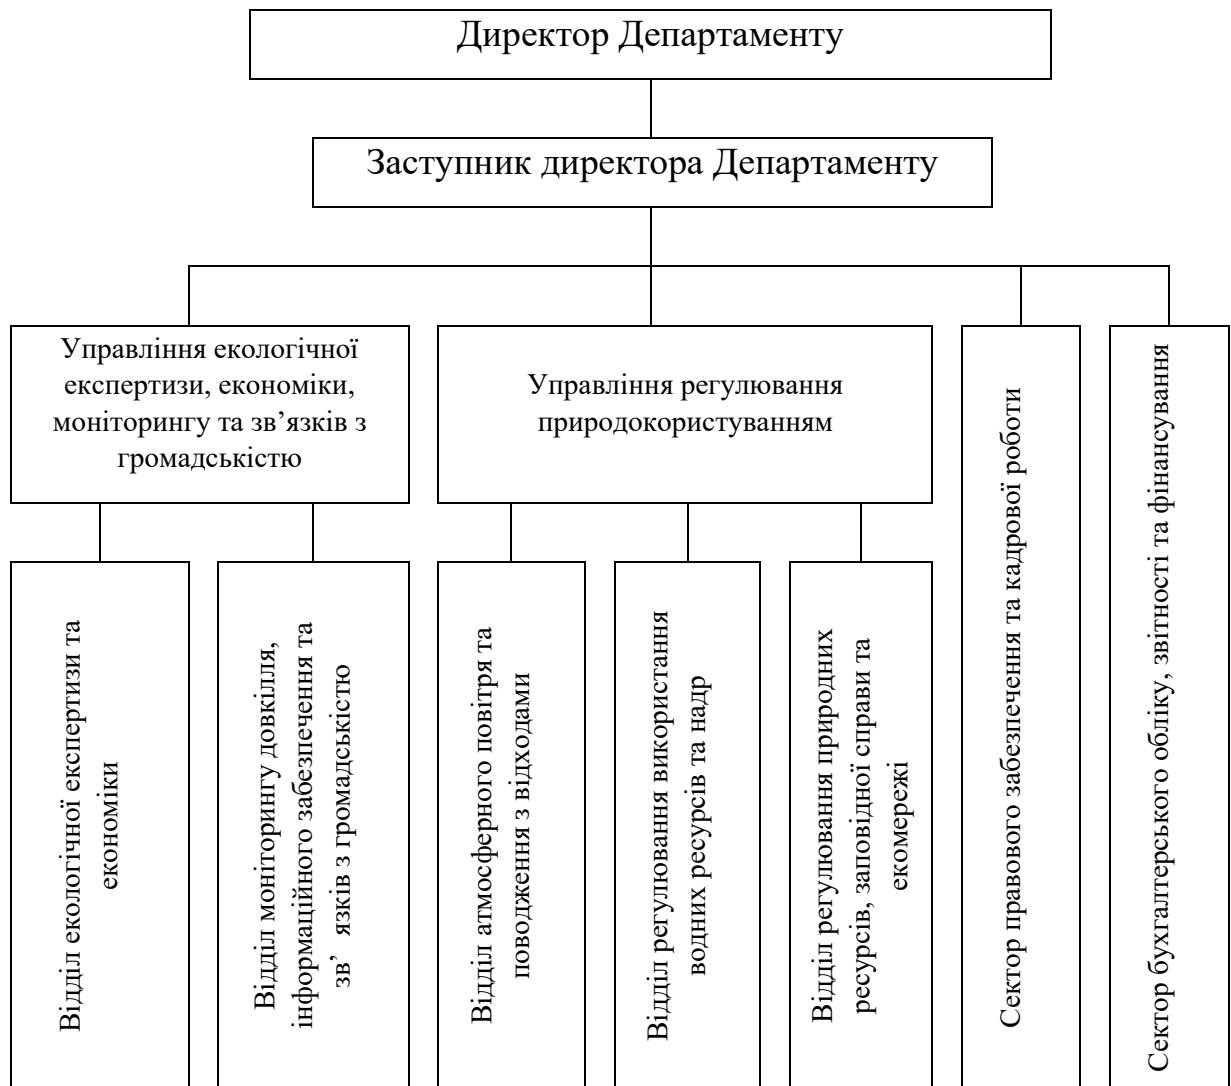 Директор Департаменту
Заступник директора Департаменту
Управління екологічної
експертизи, економіки,
моніторингу та зв’язків з
громадськістю
Управління регулювання
природокористуванням
Відділ екологічної експертизи та
економіки
Відділ моніторингу довкілля,
інформаційного забезпечення та
зв’ язків з громадськістю
Відділ атмосферного повітря та
поводження з відходами
Відділ регулювання використання
водних ресурсів та надр
Відділ регулювання природних
ресурсів, заповідної справи та
екомережі
Сектор правового забезпечення та кадрової роботи
Сектор бухгалтерського обліку, звітності та фінансування